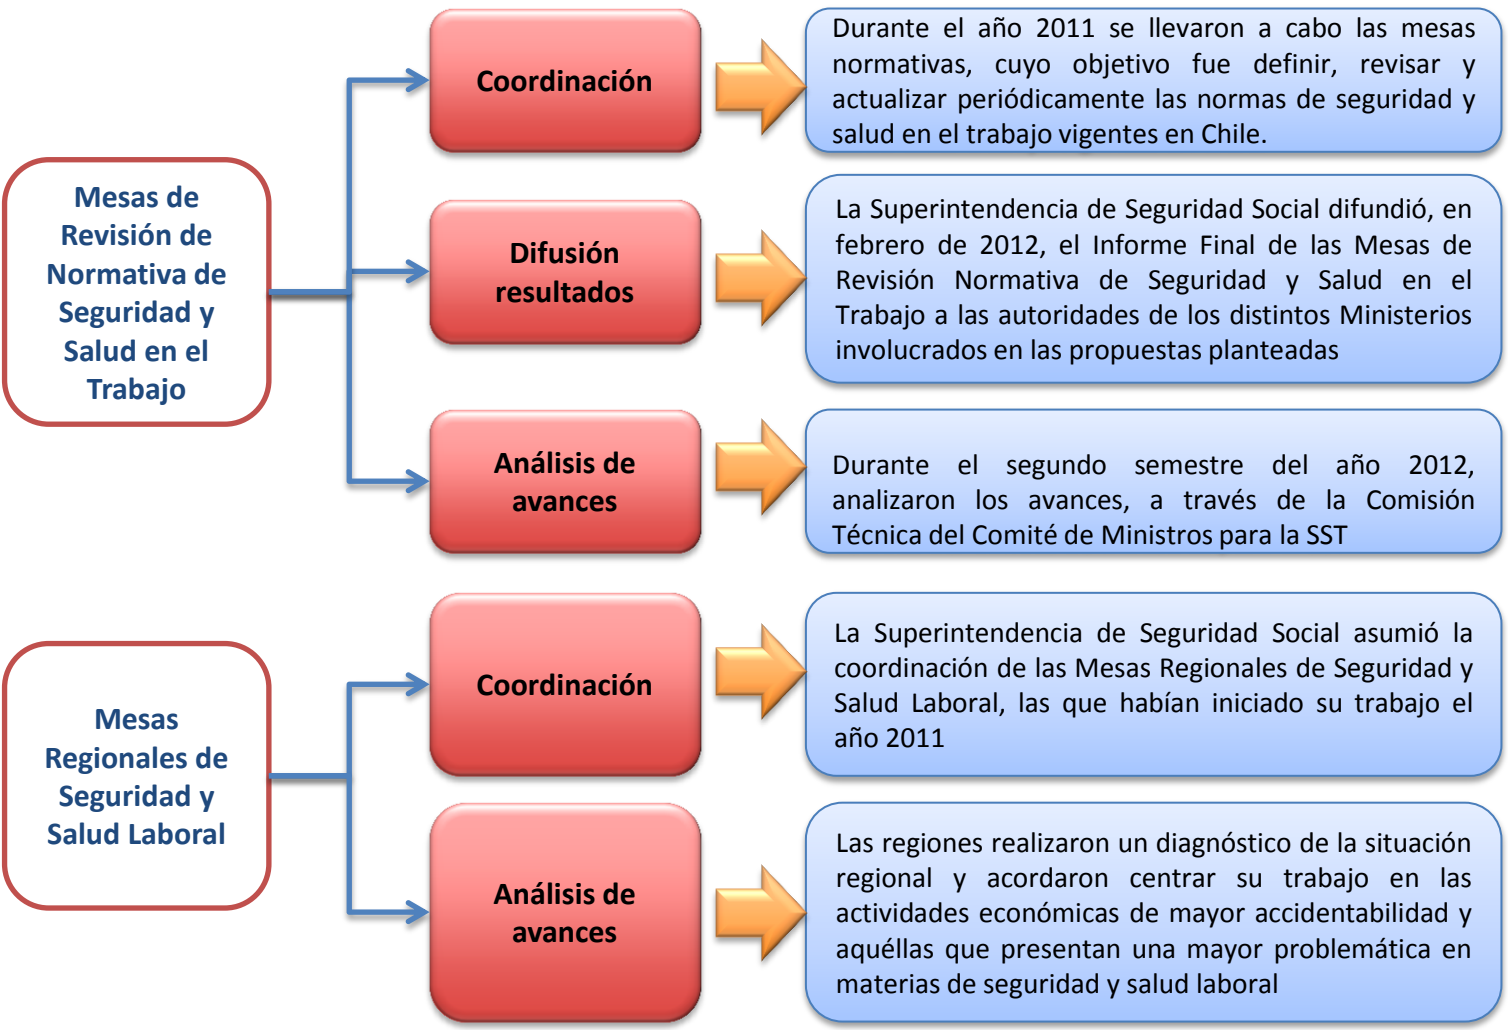 Mesas de
Revisión de
Normativa de
Seguridad y
Salud en el
Trabajo
Coordinación
Durante el año 2011 se llevaron a cabo las mesas
normativas, cuyo objetivo fue definir, revisar y
actualizar periódicamente las normas de seguridad y
salud en el trabajo vigentes en Chile.
Difusión
resultados
La Superintendencia de Seguridad Social difundió, en
febrero de 2012, el Informe Final de las Mesas de
Revisión Normativa de Seguridad y Salud en el
Trabajo a las autoridades de los distintos Ministerios
involucrados en las propuestas planteadas
Análisis de
avances
Durante el segundo semestre del año 2012,
analizaron los avances, a través de la Comisión
Técnica del Comité de Ministros para la SST
Mesas
Regionales de
Seguridad y
Salud Laboral
Coordinación
La Superintendencia de Seguridad Social asumió la
coordinación de las Mesas Regionales de Seguridad y
Salud Laboral, las que habían iniciado su trabajo el
año 2011
Análisis de
avances
Las regiones realizaron un diagnóstico de la situación
regional y acordaron centrar su trabajo en las
actividades económicas de mayor accidentabilidad y
aquéllas que presentan una mayor problemática en
materias de seguridad y salud laboral